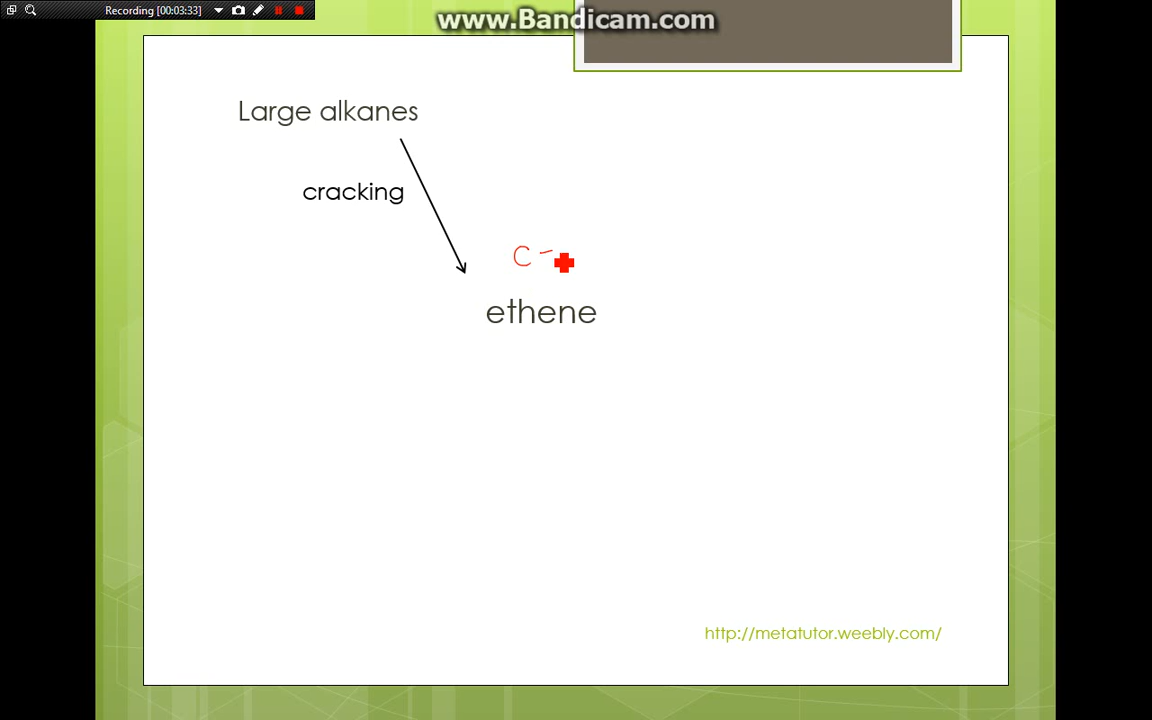 Recording [00:03:33]
www.Bandicam.com
Large alkanes
cracking
C =
ethene
http://metatutor.weebly.com/